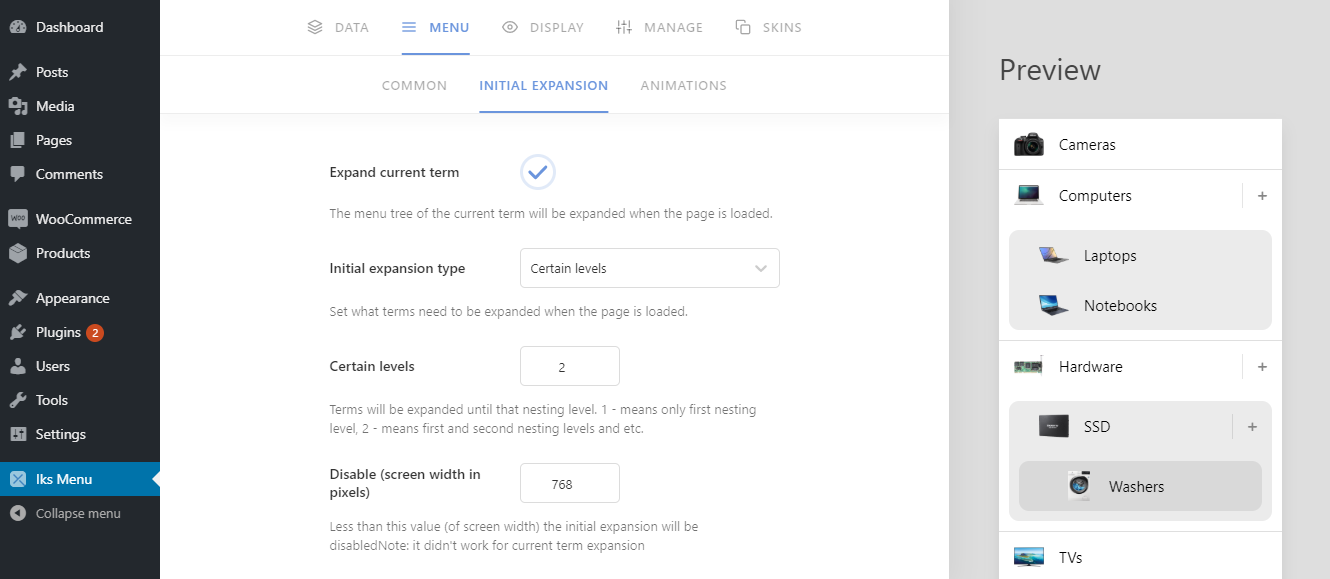 Dashboard
Posts
Media
Pages
Comments
WOO WooCommerce
Products
Appearance
Plugins 2
Users
Tools
Settings
Iks Menu
Collapse menu
DATA MENU DISPLAY MANAGE SKINS
COMMON INITIAL EXPANSION ANIMATIONS
Expand current term
The menu tree of the current term will be expanded when the page is loaded.
Initial expansion type Certain levels
Set what terms need to be expanded when the page is loaded.
Certain levels 2
Terms will be expanded until that nesting level. 1 - means only first nesting
level, 2 - means first and second nesting levels and etc.
Disable (screen width in
pixels) 768
Less than this value (of screen width) the initial expansion will be
disabledNote: it didn't work for current term expansion
Preview
Cameras
Computers +
Laptops
Notebooks
Hardware +
SSD +
Washers
TVs